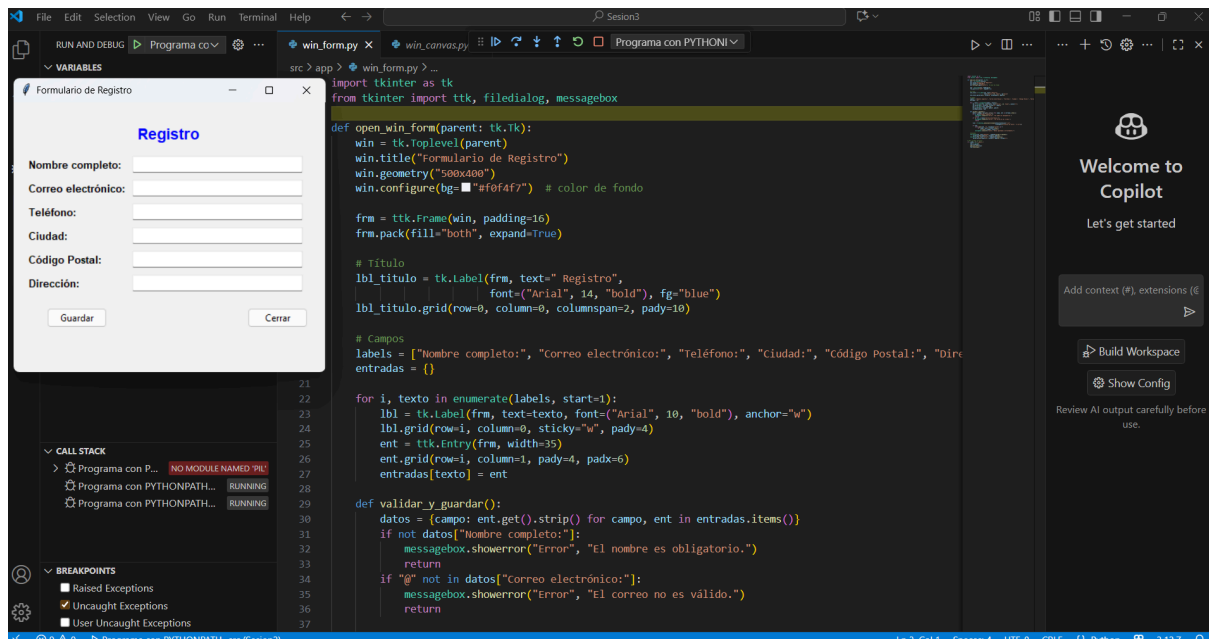 File Edit Selection View Go Run Terminal Help
Sesion3
RUN AND DEBUG Programa co
win_form.py
win_canvas.py
Programa con PYTHONI
VARIABLES
src > app > win_form.py > ...
Formulario de Registro
Registro
Nombre completo:
Correo electrónico:
Teléfono:
Ciudad:
Código Postal:
Dirección:
Guardar Cerrar
import tkinter as tk
from tkinter import ttk, filedialog, messagebox
def open_win_form(parent: tk.Tk):
win = tk.Toplevel(parent)
win.title("Formulario de Registro")
win.geometry("500x400")
win.configure(bg="#f0f4f7") # color de fondo
frm = ttk.Frame(win, padding=16)
frm.pack(fill="both", expand=True)
# Título
lbl_titulo = tk.Label(frm, text=" Registro",
font=("Arial", 14, "bold"), fg="blue")
lbl_titulo.grid(row=0, column=0, columnspan=2, pady=10)
# Campos
labels = ["Nombre completo:", "Correo electrónico:", "Teléfono:", "Ciudad:", "Código Postal:", "Dire
entradas = {}
21
22 for i, texto in enumerate(labels, start=1):
23 lbl = tk.Label(frm, text=texto, font=("Arial", 10, "bold"), anchor="w")
24 lbl.grid(row=i, column=0, sticky="w", pady=4)
25 ent = ttk.Entry(frm, width=35)
26 ent.grid(row=i, column=1, pady=4, padx=6)
27 entradas[texto] = ent
28
29 def validar_y_guardar():
30 datos = {campo: ent.get().strip() for campo, ent in entradas.items()}
31 if not datos["Nombre completo:"]:
32 messagebox.showerror("Error", "El nombre es obligatorio.")
33 return
34 if "@" not in datos["Correo electrónico:"]:
35 messagebox.showerror("Error", "El correo no es válido.")
36 return
37
CALL STACK
Programa con P... NO MODULE NAMED 'PIL'
Programa con PYTHONPATH... RUNNING
Programa con PYTHONPATH... RUNNING
BREAKPOINTS
Raised Exceptions
Uncaught Exceptions
User Uncaught Exceptions
Welcome to
Copilot
Let's get started
Add context (#), extensions (@
Build Workspace
Show Config
Review AI output carefully before
use.